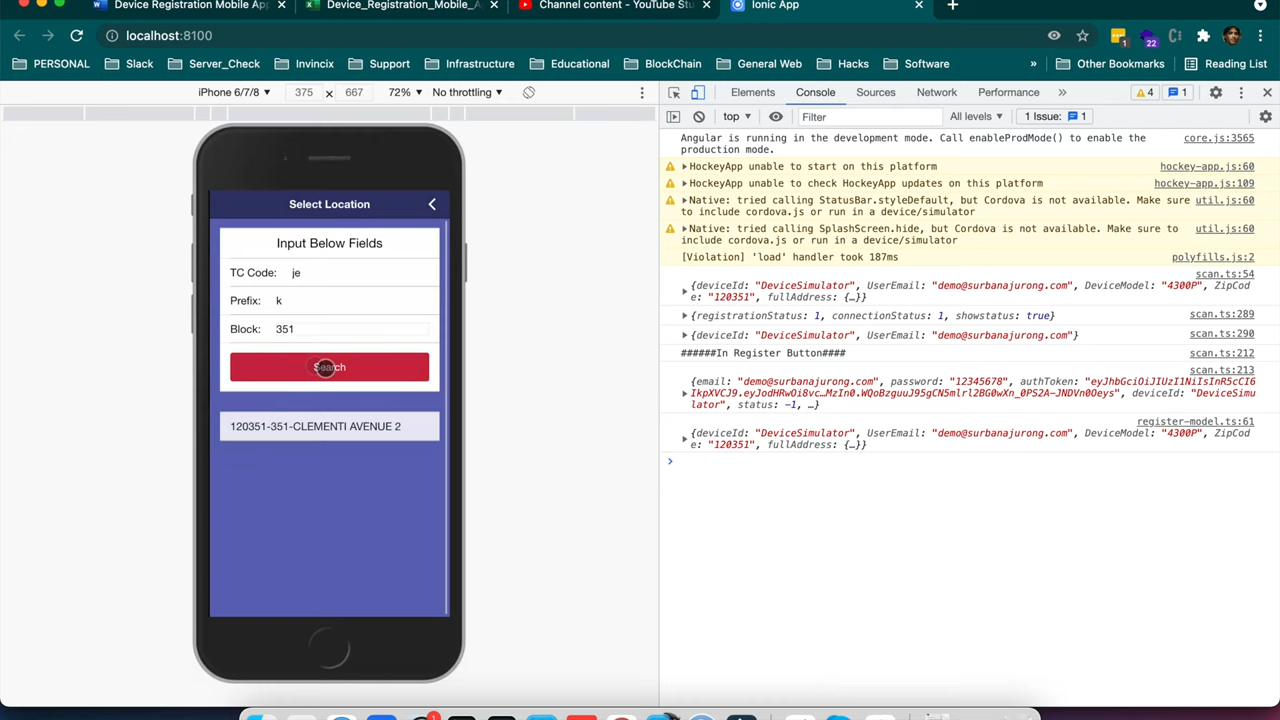 Device Registration Mobile App
Device_Registration_Mobile_A
Channel content - YouTube Stu
Ionic App
localhost:8100
1
22
PERSONAL
Slack
Server_Check
Invincix
Support
Infrastructure
Educational
BlockChain
General Web
Hacks
Software
»
Other Bookmarks
Reading List
iPhone 6/7/8 ▼
375
×
667
72% ▼
No throttling ▼
Elements
Console
Sources
Network
Performance
»
4
1
top ▼
Filter
All levels ▼
1 Issue: 1
Select Location
Input Below Fields
TC Code: je
Prefix: k
Block: 351
Search
120351-351-CLEMENTI AVENUE 2
Angular is running in the development mode. Call enableProdMode() to enable the production mode. core.js:3565
HockeyApp unable to start on this platform hockey-app.js:60
HockeyApp unable to check HockeyApp updates on this platform hockey-app.js:109
Native: tried calling StatusBar.styleDefault, but Cordova is not available. Make sure util.js:60
to include cordova.js or run in a device/simulator
Native: tried calling SplashScreen.hide, but Cordova is not available. Make sure to util.js:60
include cordova.js or run in a device/simulator
[Violation] 'load' handler took 187ms polyfills.js:2
scan.ts:54
{deviceId: "DeviceSimulator", UserEmail: "demo@surbanajurong.com", DeviceModel: "4300P", ZipCod
e: "120351", fullAddress: {…}}
{registrationStatus: 1, connectionStatus: 1, showstatus: true} scan.ts:289
{deviceId: "DeviceSimulator", UserEmail: "demo@surbanajurong.com"} scan.ts:290
######In Register Button#### scan.ts:212
scan.ts:213
{email: "demo@surbanajurong.com", password: "12345678", authToken: "eyJhbGciOiJIUzI1NiIsInR5cCI6
IkpXVCJ9.eyJodHRwOi8vc…MzIn0.WQoBzguuJ95gCN5mlrl2BG0wXn_0PS2A-JNDVn0Oeys", deviceId: "DeviceSimu
lator", status: -1, …}
register-model.ts:61
{deviceId: "DeviceSimulator", UserEmail: "demo@surbanajurong.com", DeviceModel: "4300P", ZipCod
e: "120351", fullAddress: {…}}